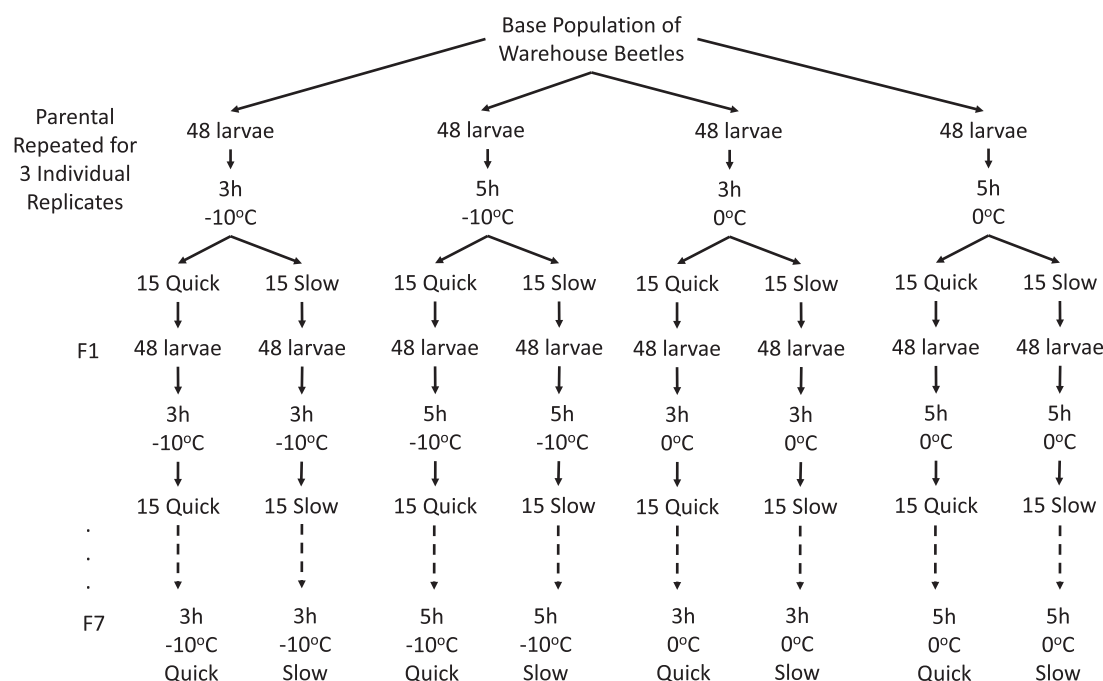 Base Population of
Warehouse Beetles
Parental
Repeated for
3 Individual
Replicates
48 larvae 48 larvae 48 larvae 48 larvae
3h 5h 3h 5h
-10°C -10°C 0°C 0°C
15 Quick 15 Slow 15 Quick 15 Slow 15 Quick 15 Slow 15 Quick 15 Slow
F1 48 larvae 48 larvae 48 larvae 48 larvae 48 larvae 48 larvae 48 larvae 48 larvae
3h 3h 5h 5h 3h 3h 5h 5h
-10°C -10°C -10°C -10°C 0°C 0°C 0°C 0°C
15 Quick 15 Slow 15 Quick 15 Slow 15 Quick 15 Slow 15 Quick 15 Slow
.
.
.
F7 3h 3h 5h 5h 3h 3h 5h 5h
-10°C -10°C -10°C -10°C 0°C 0°C 0°C 0°C
Quick Slow Quick Slow Quick Slow Quick Slow